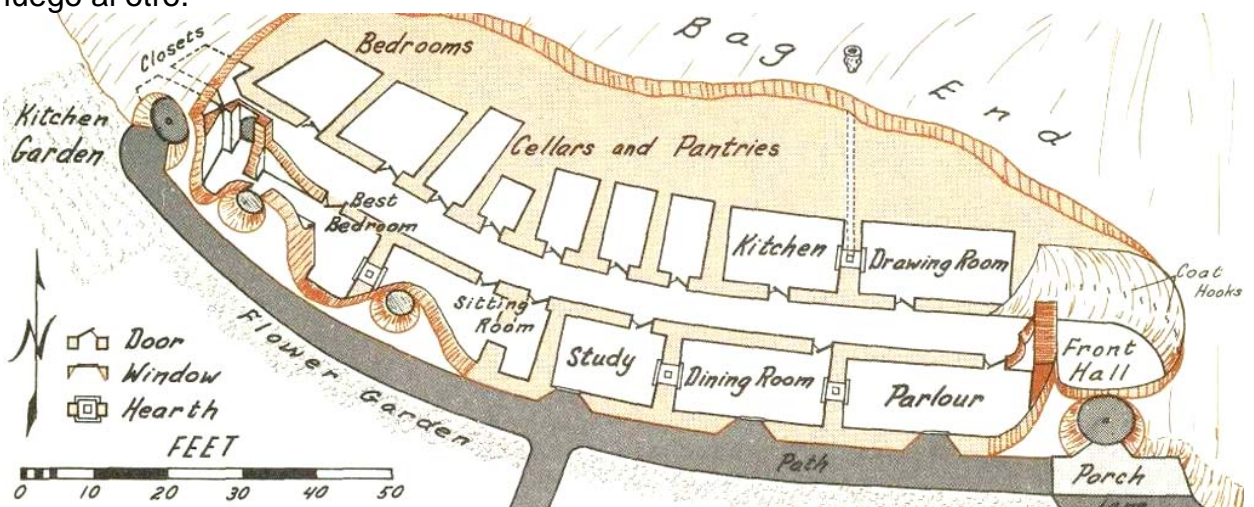 luego al otro.
Bag End
Closets
Bedrooms
Kitchen
Garden
Cellars and Pantries
Best
Bedroom
Kitchen
Drawing Room
Coat
Hooks
Sitting
Room
Study
Dining Room
Parlour
Front
Hall
Flower Garden
Path
Porch
N
Door
Window
Hearth
FEET
0 10 20 30 40 50